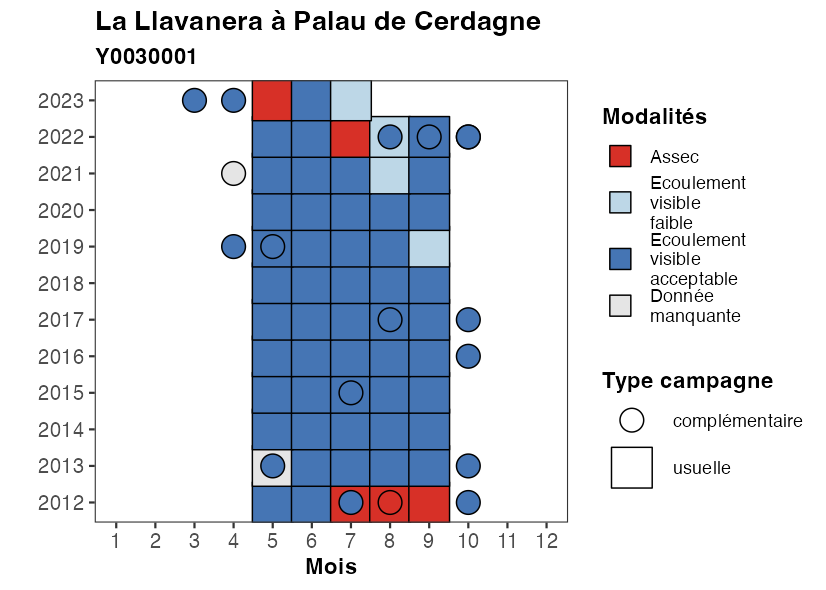 La Llavanera à Palau de Cerdagne
Y0030001
2023
2022
2021
2020
2019
2018
2017
2016
2015
2014
2013
2012
1 2 3 4 5 6 7 8 9 10 11 12
Mois
Modalités
Assec
Ecoulement
visible
faible
Ecoulement
visible
acceptable
Donnée
manquante
Type campagne
complémentaire
usuelle